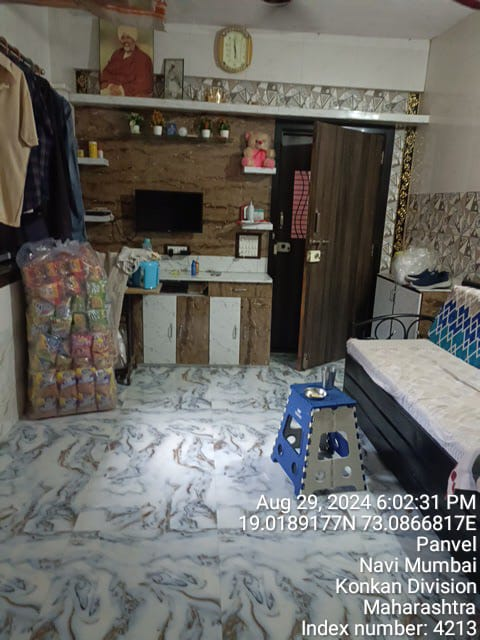 Aug 29, 2024 6:02:31 PM
19.0189177N 73.0866817E
Panvel
Navi Mumbai
Konkan Division
Maharashtra
Index number: 4213